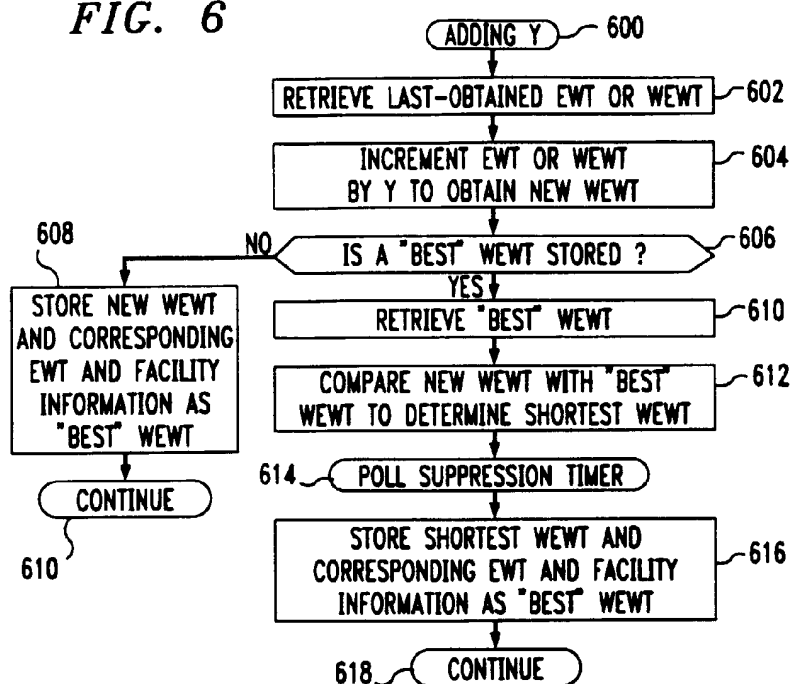 FIG. 6
ADDING Y
600
RETRIEVE LAST-OBTAINED EWT OR WEWT
602
INCREMENT EWT OR WEWT
BY Y TO OBTAIN NEW WEWT
604
IS A "BEST" WEWT STORED ?
606
NO
608
STORE NEW WEWT
AND CORRESPONDING
EWT AND FACILITY
INFORMATION AS
"BEST" WEWT
CONTINUE
610
YES
RETRIEVE "BEST" WEWT
610
COMPARE NEW WEWT WITH "BEST"
WEWT TO DETERMINE SHORTEST WEWT
612
614
POLL SUPPRESSION TIMER
STORE SHORTEST WEWT AND
CORRESPONDING EWT AND FACILITY
INFORMATION AS "BEST" WEWT
616
618
CONTINUE